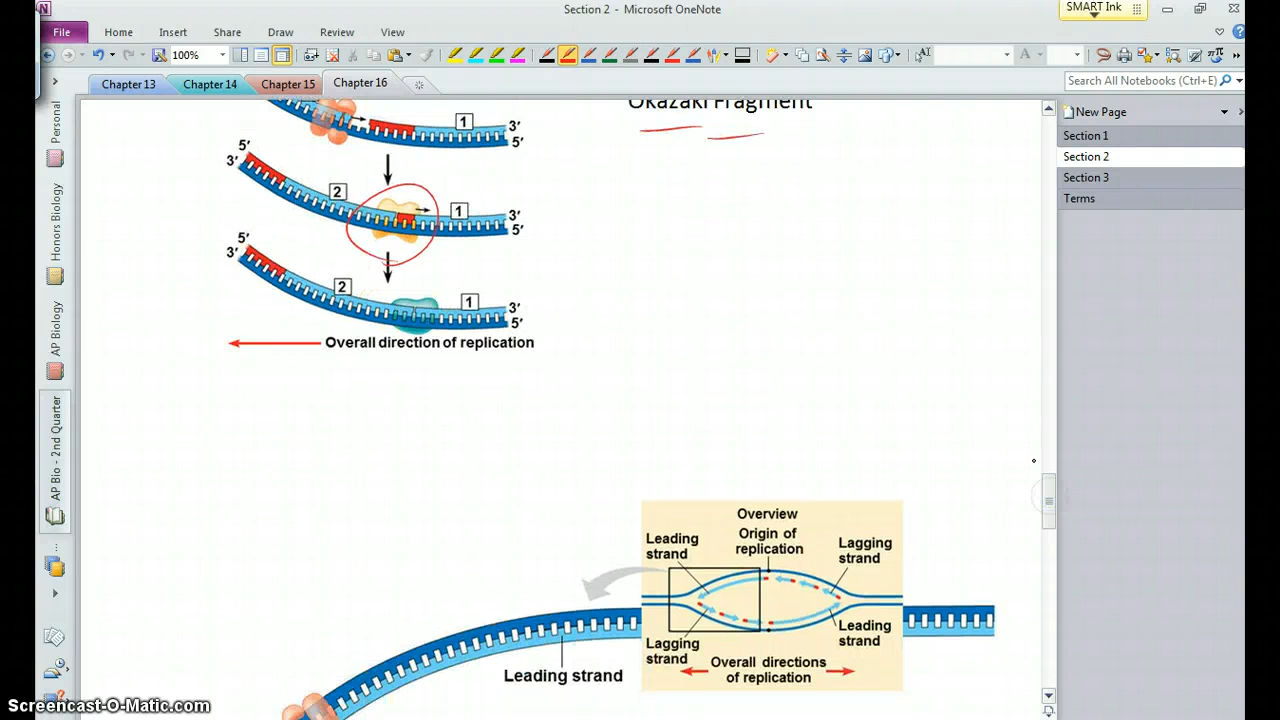 Section 2 - Microsoft OneNote
SMART Ink
File Home Insert Share Draw Review View
100%
Chapter 13 Chapter 14 Chapter 15 Chapter 16
Search All Notebooks (Ctrl+E)
Personal
Honors Biology
AP Biology
AP Bio - 2nd Quarter
New Page
Section 1
Section 2
Section 3
Terms
Okazaki Fragment
1
3′
5′
5′
3′
2
1
3′
5′
5′
3′
2
1
3′
5′
Overall direction of replication
Overview
Origin of
replication
Leading
strand
Lagging
strand
Lagging
strand
Leading
strand
Overall directions
of replication
Leading strand
Screencast-O-Matic.com